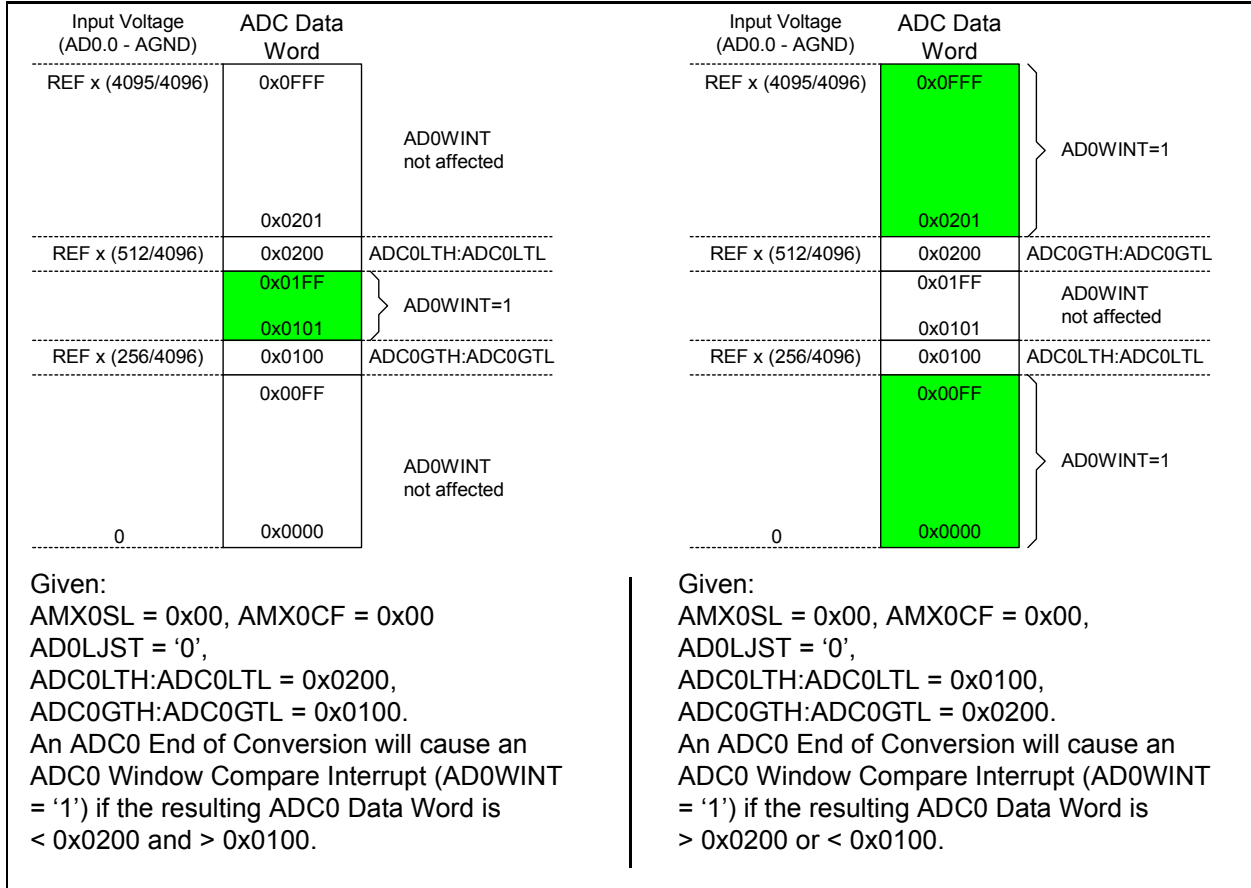 Input Voltage
(AD0.0 - AGND)
ADC Data
Word
REF x (4095/4096)
0x0FFF
AD0WINT
not affected
0x0201
REF x (512/4096)
0x0200
ADC0LTH:ADC0LTL
0x01FF
AD0WINT=1
0x0101
REF x (256/4096)
0x0100
ADC0GTH:ADC0GTL
0x00FF
AD0WINT
not affected
0
0x0000
Given:
AMX0SL = 0x00, AMX0CF = 0x00
AD0LJST = ‘0’,
ADC0LTH:ADC0LTL = 0x0200,
ADC0GTH:ADC0GTL = 0x0100.
An ADC0 End of Conversion will cause an
ADC0 Window Compare Interrupt (AD0WINT
= ‘1’) if the resulting ADC0 Data Word is
< 0x0200 and > 0x0100.
Input Voltage
(AD0.0 - AGND)
ADC Data
Word
REF x (4095/4096)
0x0FFF
AD0WINT=1
0x0201
REF x (512/4096)
0x0200
ADC0GTH:ADC0GTL
0x01FF
AD0WINT
not affected
0x0101
REF x (256/4096)
0x0100
ADC0LTH:ADC0LTL
0x00FF
AD0WINT=1
0
0x0000
Given:
AMX0SL = 0x00, AMX0CF = 0x00,
AD0LJST = ‘0’,
ADC0LTH:ADC0LTL = 0x0100,
ADC0GTH:ADC0GTL = 0x0200.
An ADC0 End of Conversion will cause an
ADC0 Window Compare Interrupt (AD0WINT
= ‘1’) if the resulting ADC0 Data Word is
> 0x0200 or < 0x0100.